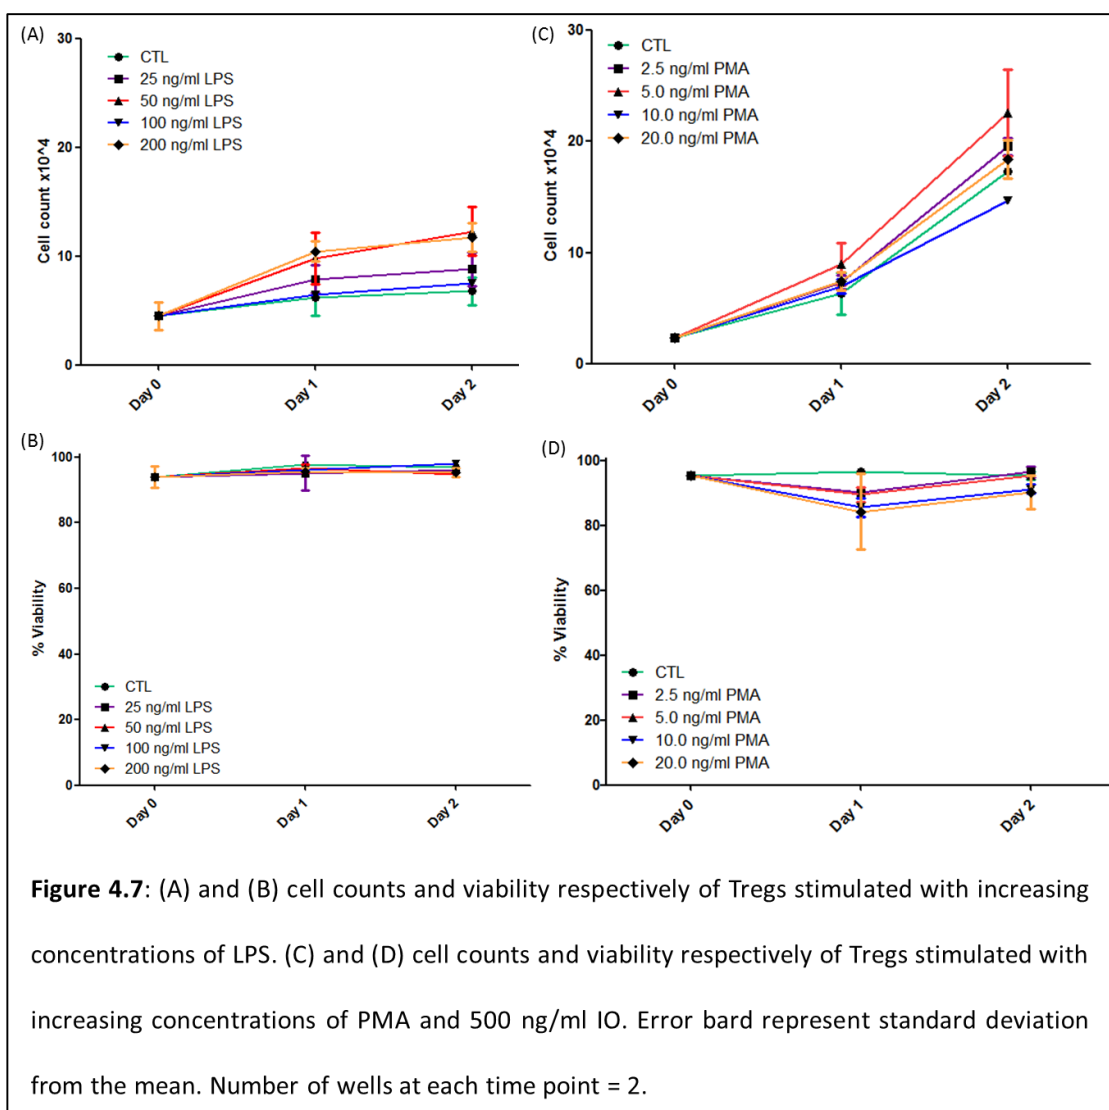 (A)
30
20
10
0
Cell count x10^4
CTL
25 ng/ml LPS
50 ng/ml LPS
100 ng/ml LPS
200 ng/ml LPS
Day 0
Day 1
Day 2
(C)
30
20
10
0
Cell count x10^4
CTL
2.5 ng/ml PMA
5.0 ng/ml PMA
10.0 ng/ml PMA
20.0 ng/ml PMA
Day 0
Day 1
Day 2
(B)
100
80
60
40
20
0
% Viability
CTL
25 ng/ml LPS
50 ng/ml LPS
100 ng/ml LPS
200 ng/ml LPS
Day 0
Day 1
Day 2
(D)
100
80
60
40
20
0
% Viability
CTL
2.5 ng/ml PMA
5.0 ng/ml PMA
10.0 ng/ml PMA
20.0 ng/ml PMA
Day 0
Day 1
Day 2
Figure 4.7: (A) and (B) cell counts and viability respectively of Tregs stimulated with increasing
concentrations of LPS. (C) and (D) cell counts and viability respectively of Tregs stimulated with
increasing concentrations of PMA and 500 ng/ml IO. Error bard represent standard deviation
from the mean. Number of wells at each time point = 2.